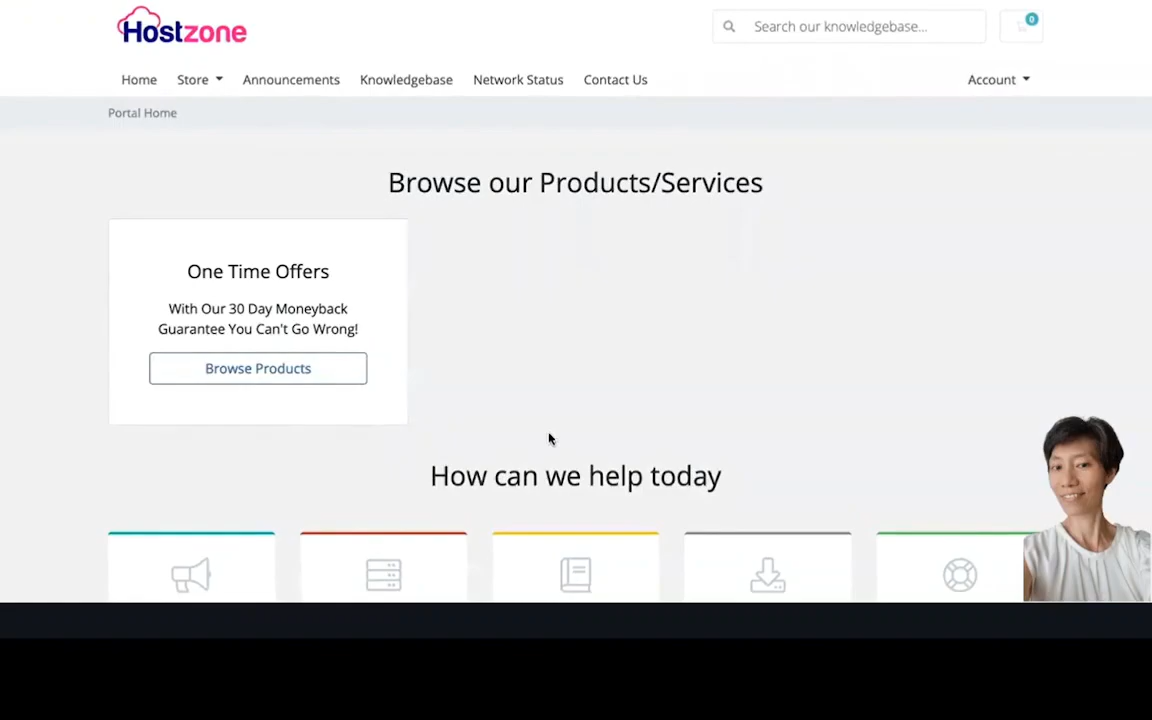 Hostzone
Search our knowledgebase...
0
Home
Store
Announcements
Knowledgebase
Network Status
Contact Us
Account
Portal Home
Browse our Products/Services
One Time Offers
With Our 30 Day Moneyback
Guarantee You Can't Go Wrong!
Browse Products
How can we help today